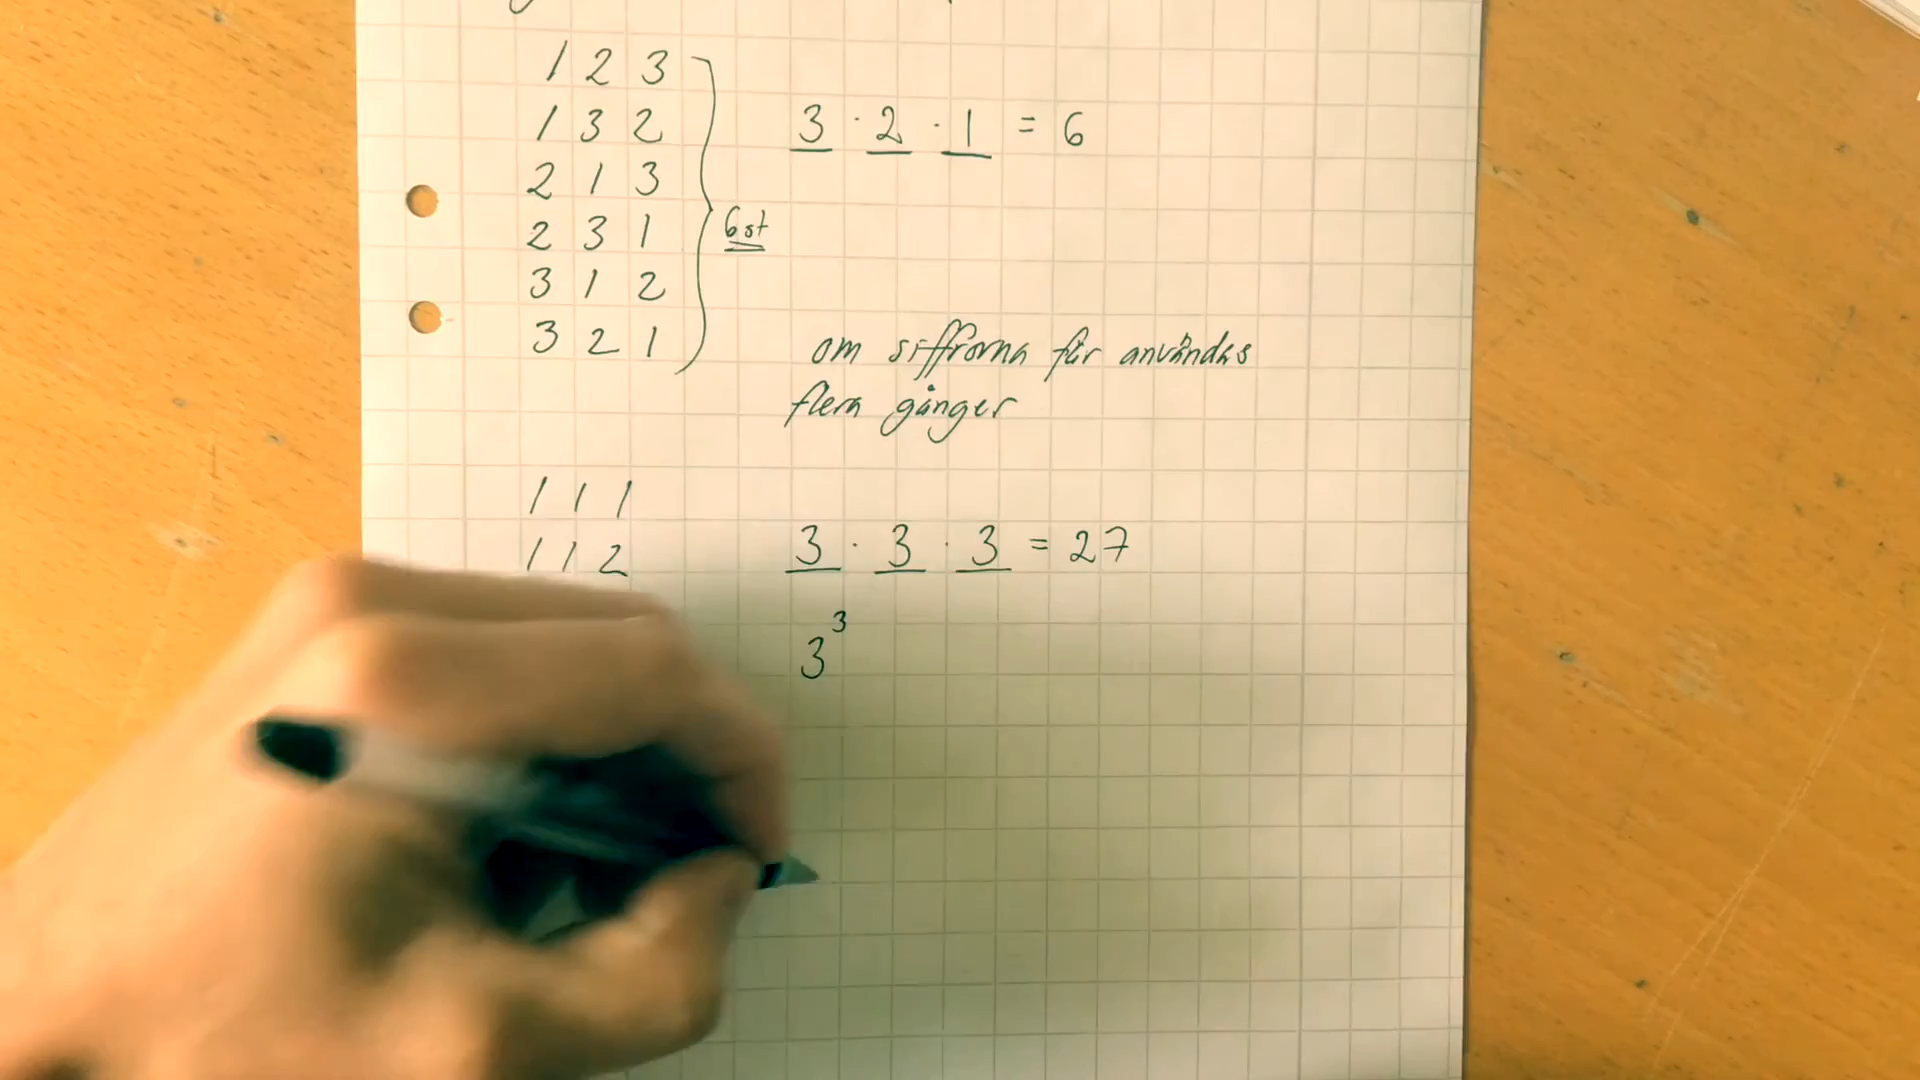 1 2 3
1 3 2
2 1 3
2 3 1
3 1 2
3 2 1
6 st
3 · 2 · 1 = 6
om siffrorna får användas
flera gånger
1 1 1
1 1 2
3 · 3 · 3 = 27
3³